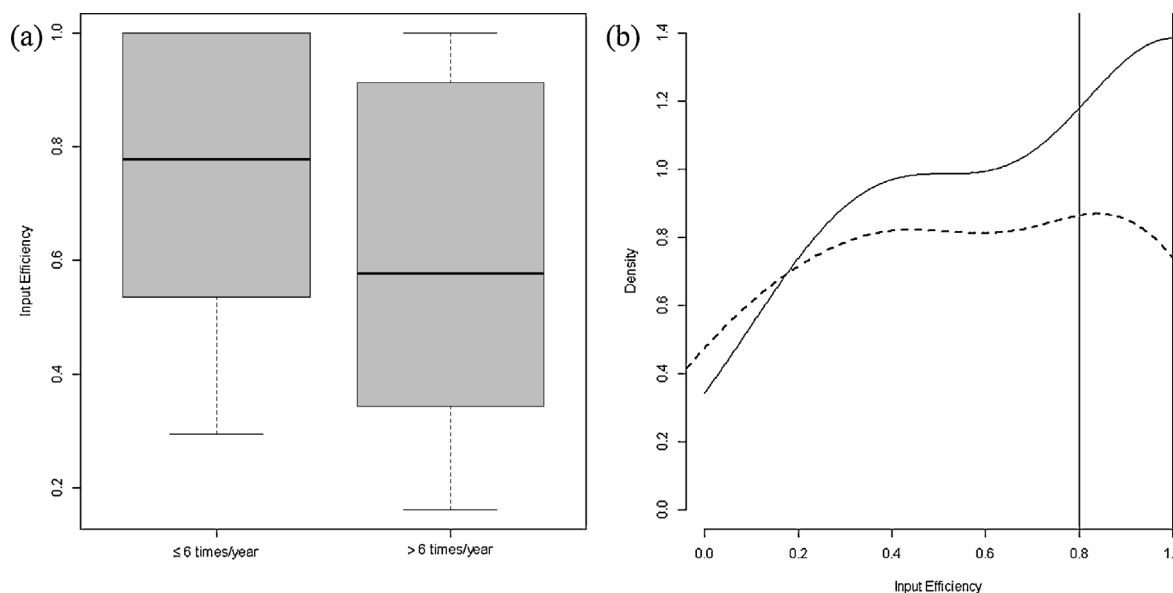 (a)
Input Efficiency
1.0
0.8
0.6
0.4
0.2
≤ 6 times/year
> 6 times/year
(b)
Density
1.4
1.2
1.0
0.8
0.6
0.4
0.2
0.0
0.0 0.2 0.4 0.6 0.8 1.
Input Efficiency